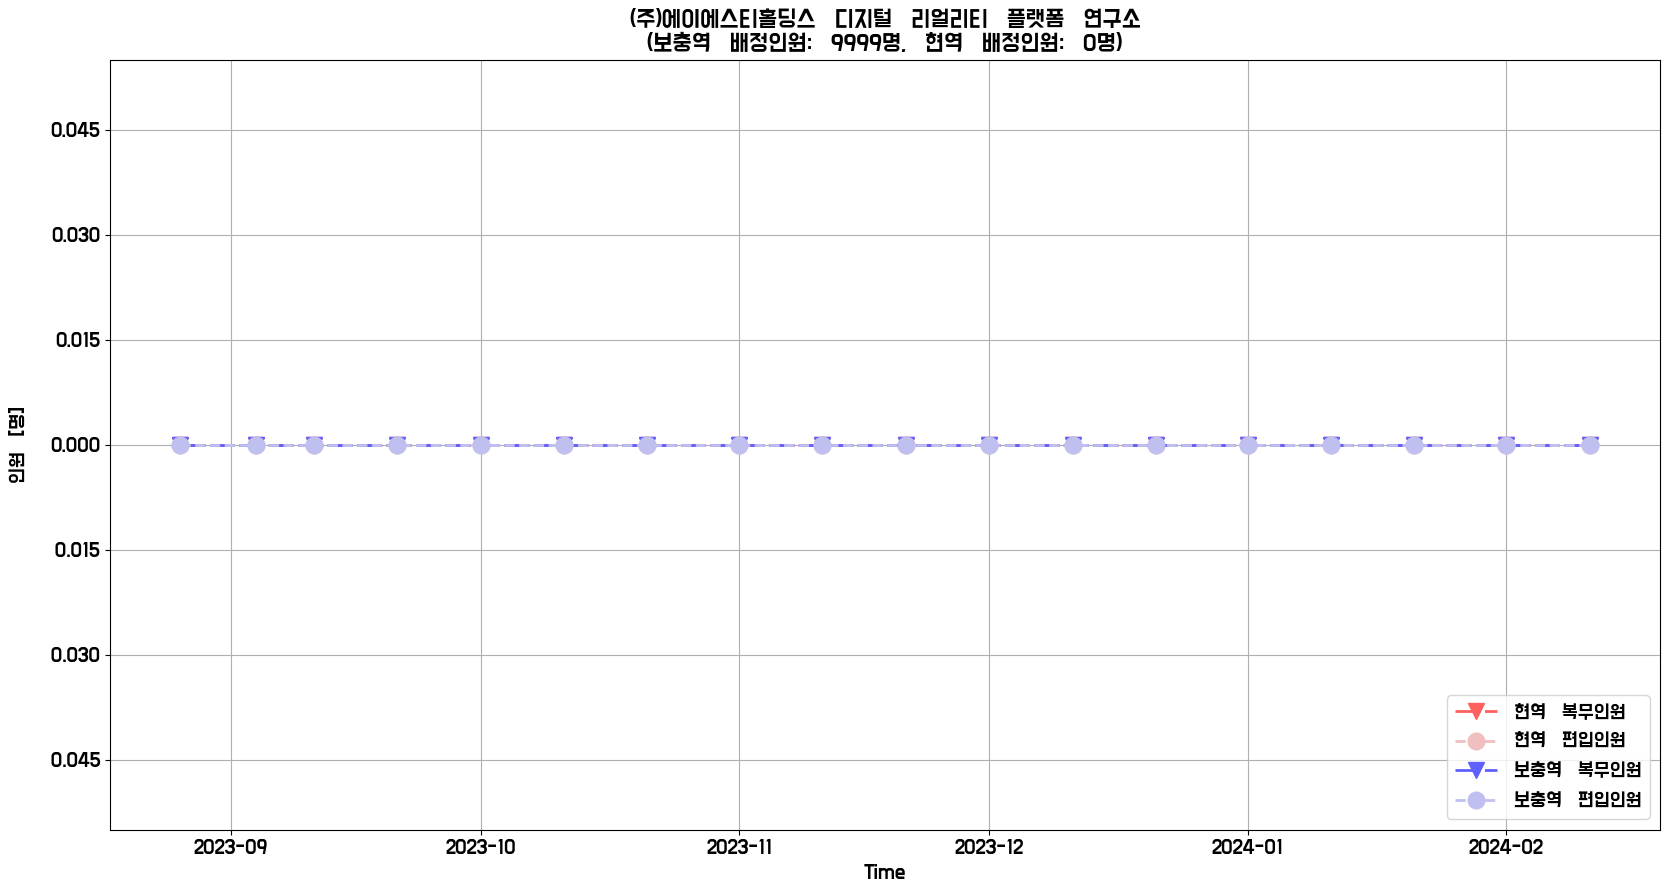 (주)에이에스티홀딩스 디지털 리얼리티 플랫폼 연구소
(보충역 배정인원: 9999명, 현역 배정인원: 0명)
0.045
0.030
0.015
0.000
0.015
0.030
0.045
인원 [명]
현역 복무인원
현역 편입인원
보충역 복무인원
보충역 편입인원
2023-09
2023-10
2023-11
2023-12
2024-01
2024-02
Time